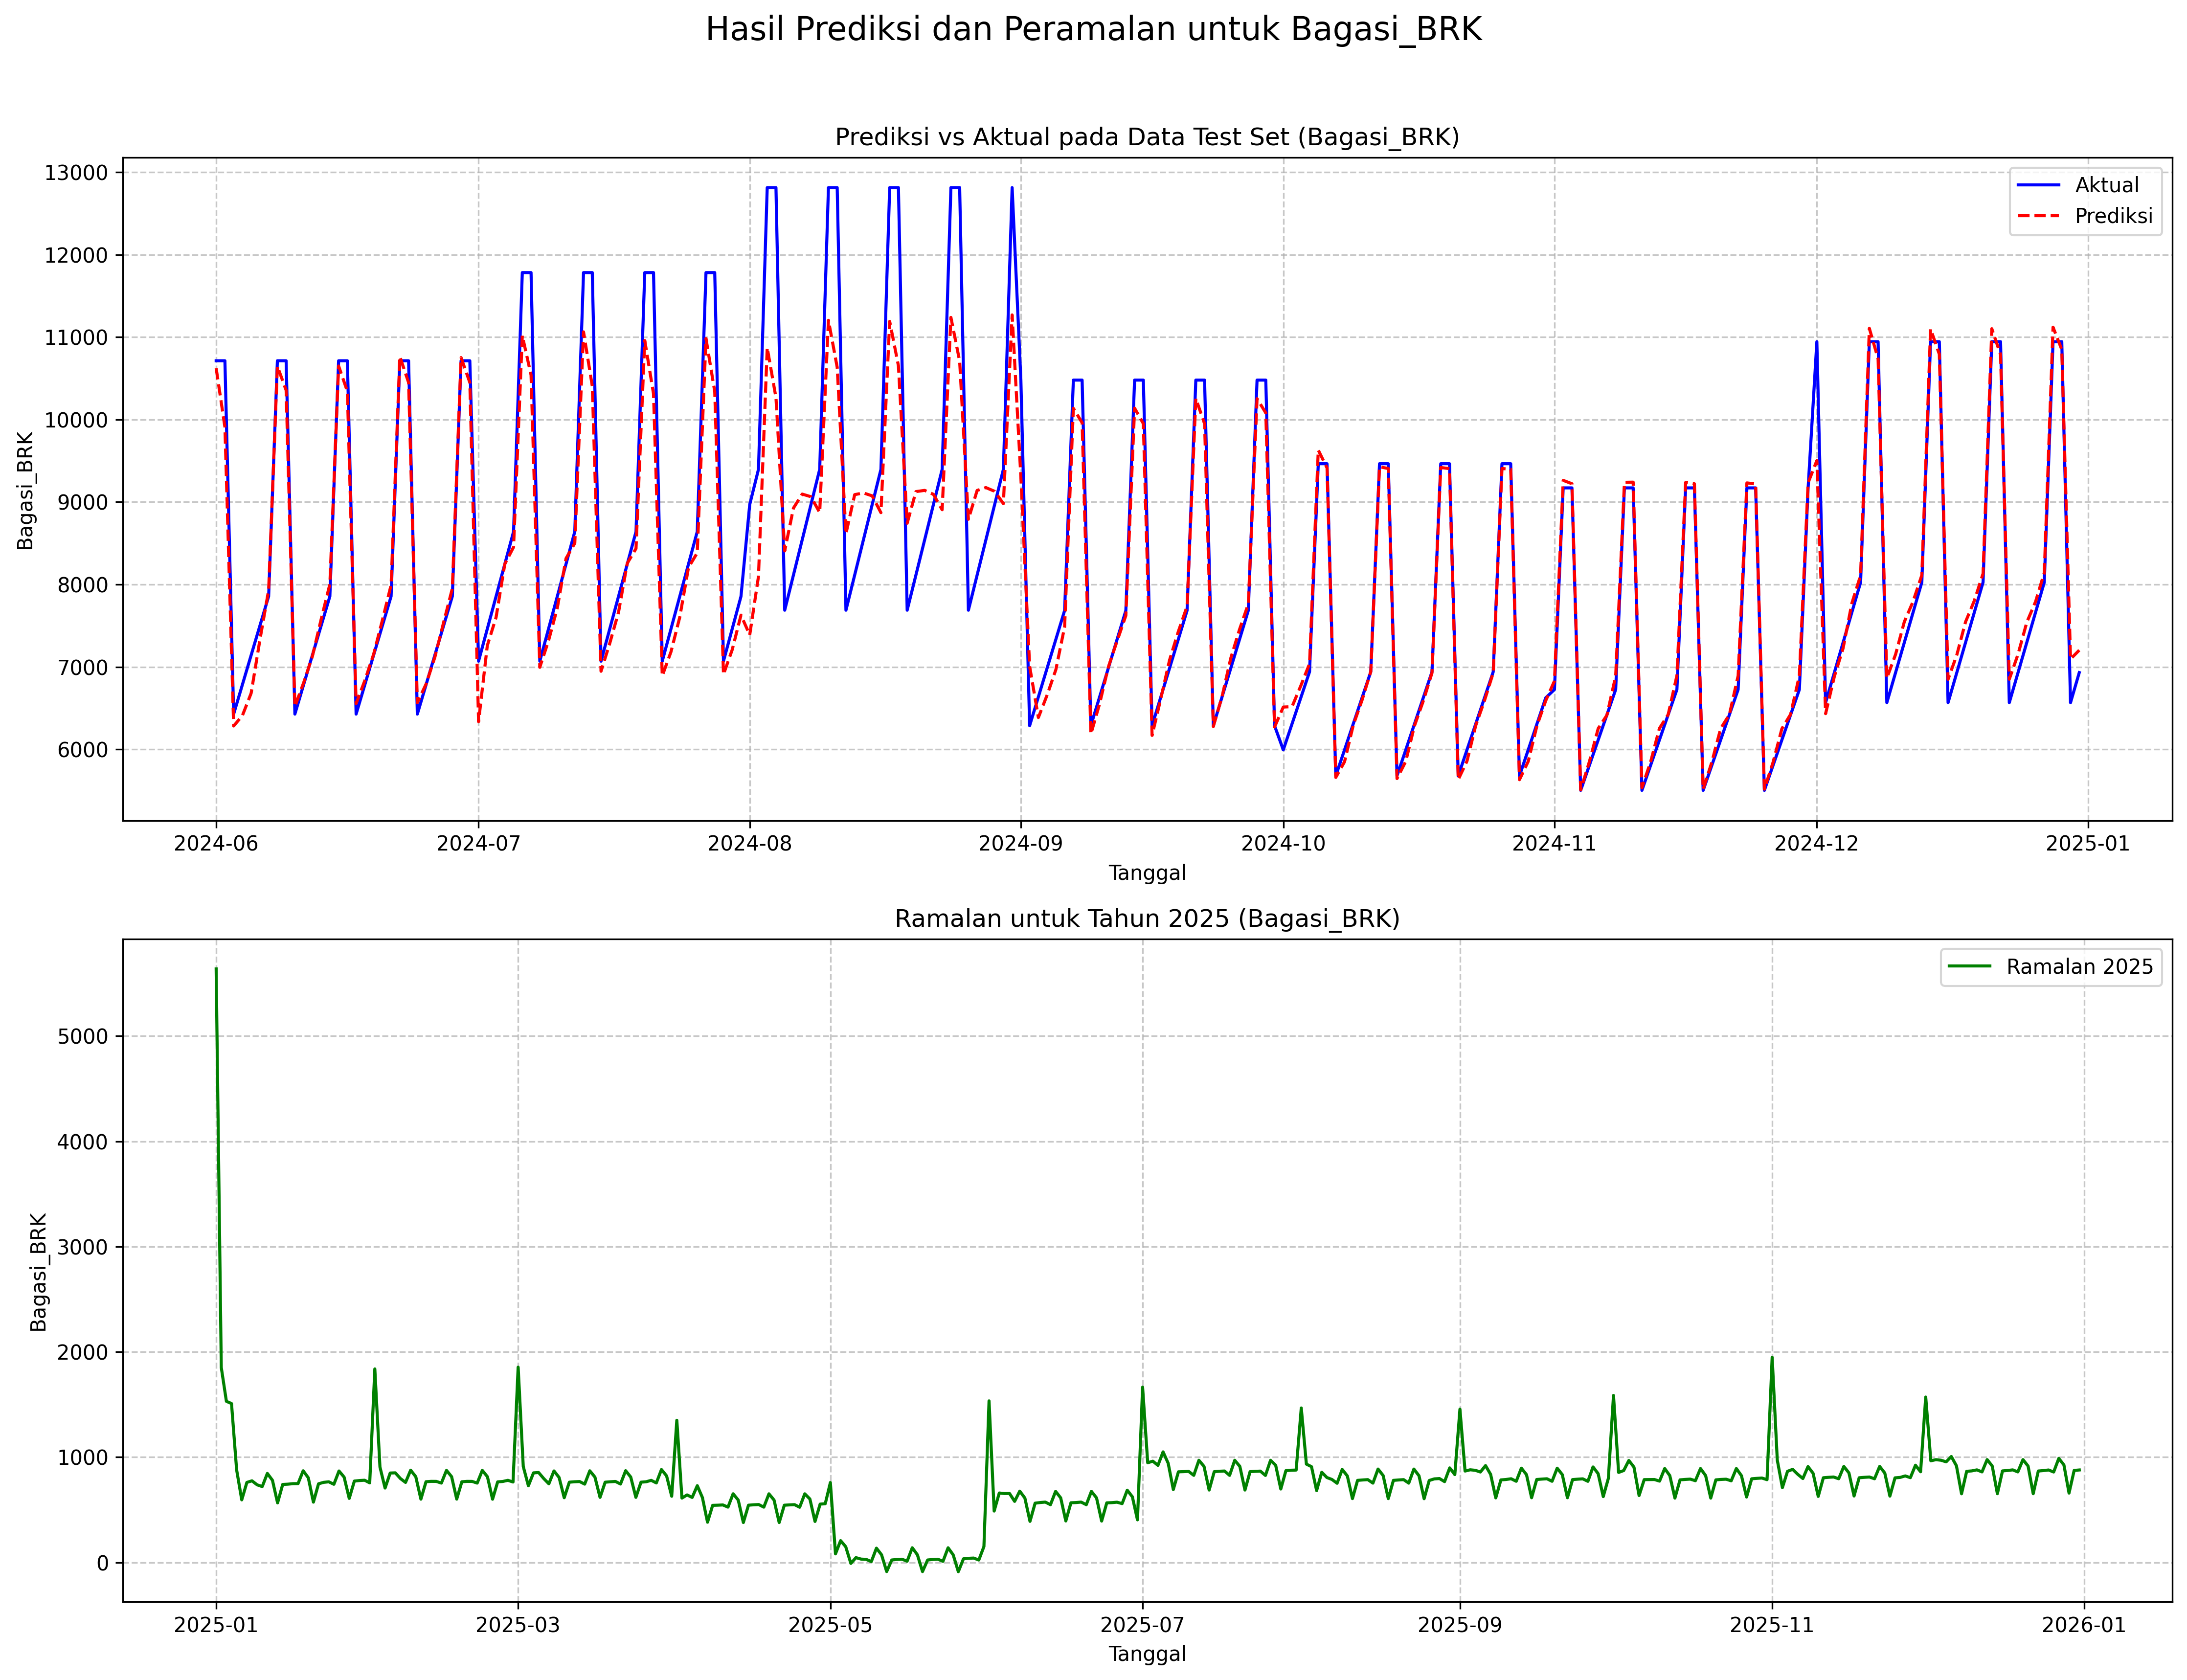 Hasil Prediksi dan Peramalan untuk Bagasi_BRK
Prediksi vs Aktual pada Data Test Set (Bagasi_BRK)
Bagasi_BRK
13000
12000
11000
10000
9000
8000
7000
6000
Aktual
Prediksi
2024-06
2024-07
2024-08
2024-09
2024-10
2024-11
2024-12
2025-01
Tanggal
Ramalan untuk Tahun 2025 (Bagasi_BRK)
Bagasi_BRK
5000
4000
3000
2000
1000
0
Ramalan 2025
2025-01
2025-03
2025-05
2025-07
2025-09
2025-11
2026-01
Tanggal